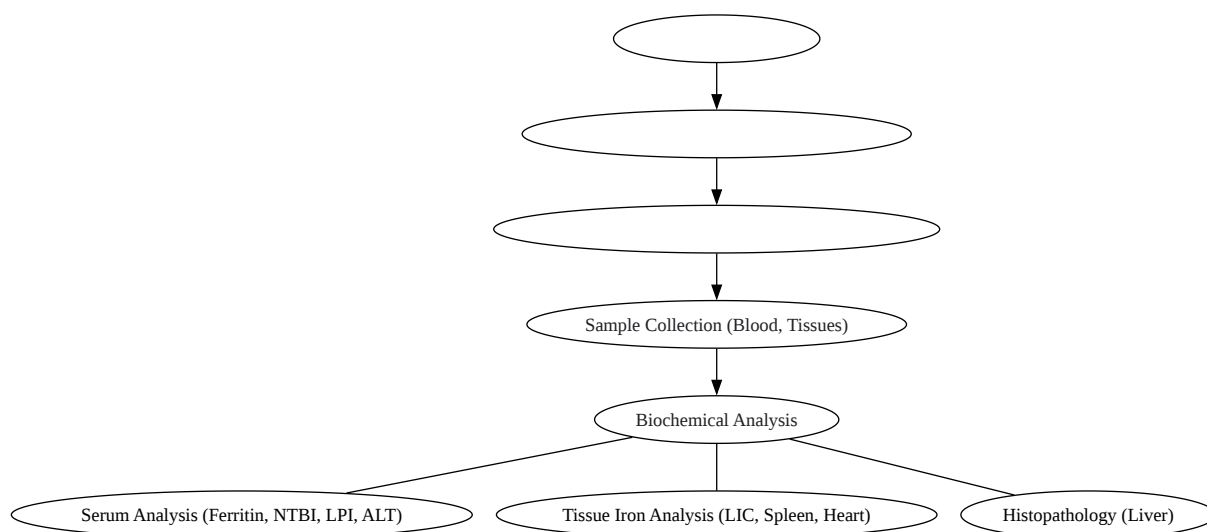 Sample Collection (Blood, Tissues)
Biochemical Analysis
Serum Analysis (Ferritin, NTBI, LPI, ALT)
Tissue Iron Analysis (LIC, Spleen, Heart)
Histopathology (Liver)